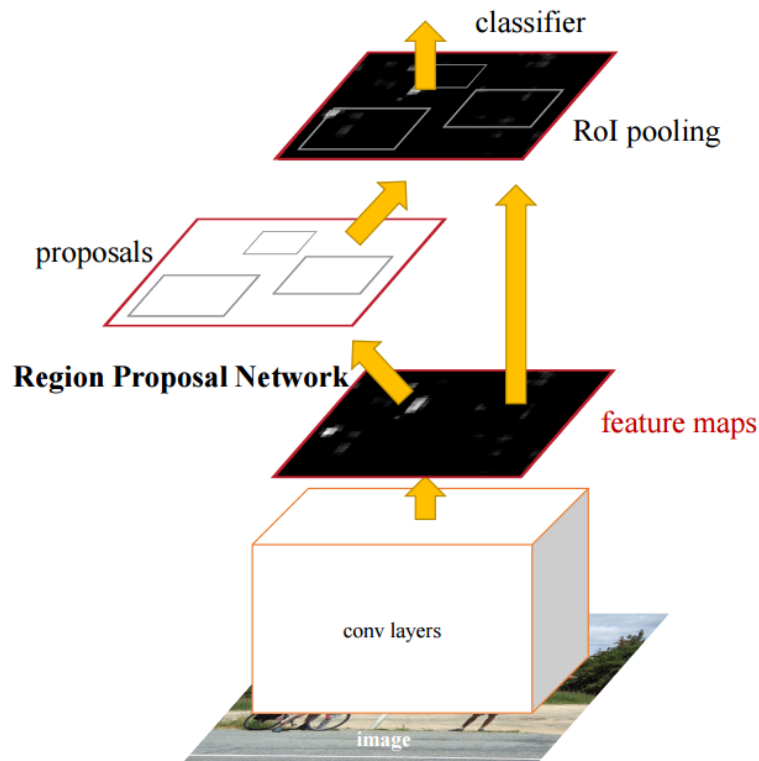 classifier
RoI pooling
proposals
Region Proposal Network
feature maps
conv layers
image